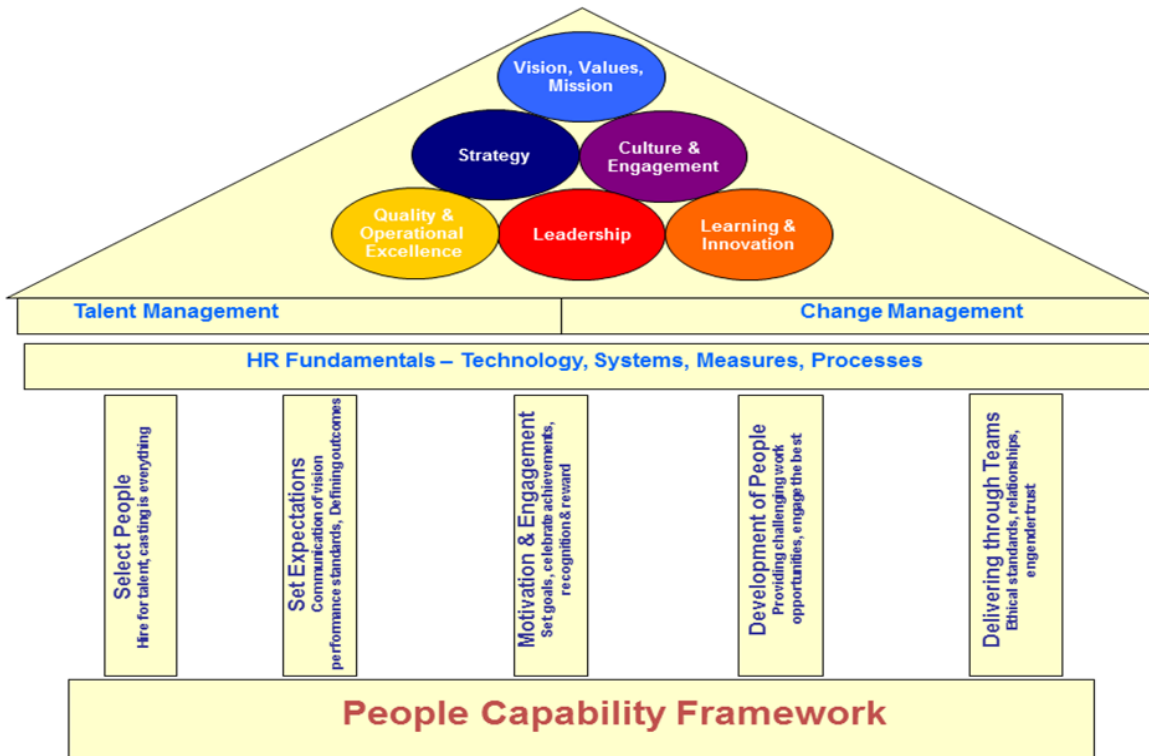 Vision, Values,
Mission
Strategy
Culture &
Engagement
Quality &
Operational
Excellence
Leadership
Learning &
Innovation
Talent Management
Change Management
HR Fundamentals – Technology, Systems, Measures, Processes
Select People
Hire for talent, casting is everything
Set Expectations
Communication of vision
performance standards, Defining outcomes
Motivation & Engagement
Set goals, celebrate achievements,
recognition & reward
Development of People
Providing challenging work
opportunities, engage the best
Delivering through Teams
Ethical standards, relationships,
engender trust
People Capability Framework